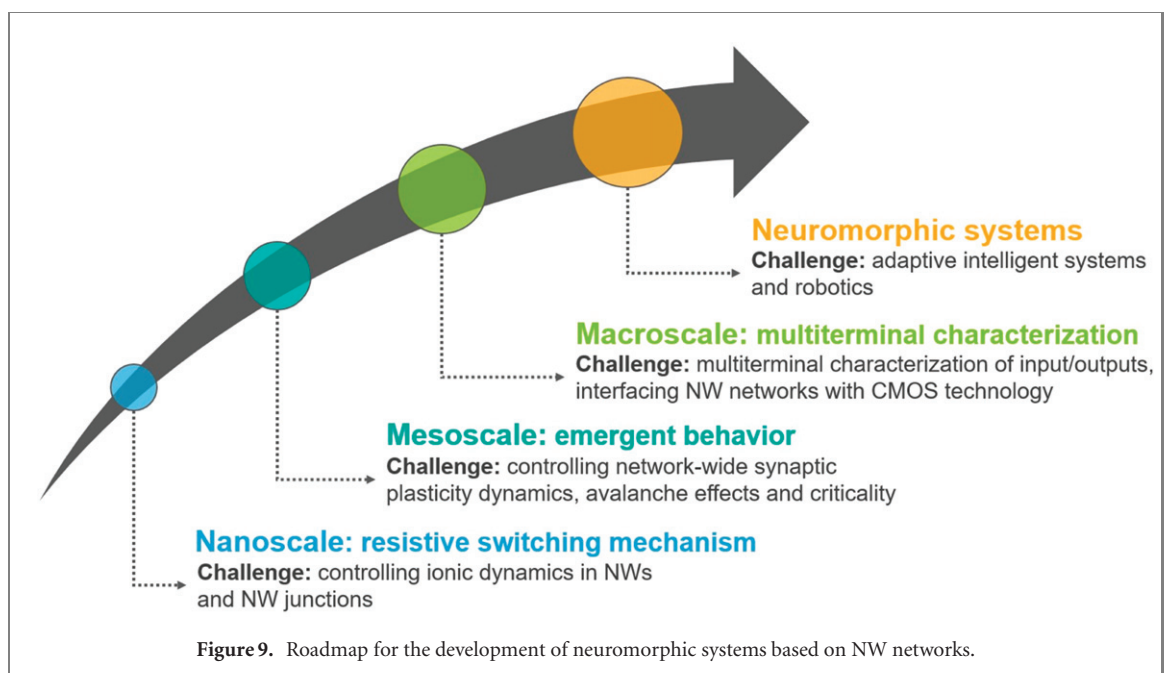 Neuromorphic systems
Challenge: adaptive intelligent systems
and robotics
Macroscale: multiterminal characterization
Challenge: multiterminal characterization of input/outputs,
interfacing NW networks with CMOS technology
Mesoscale: emergent behavior
Challenge: controlling network-wide synaptic
plasticity dynamics, avalanche effects and criticality
Nanoscale: resistive switching mechanism
Challenge: controlling ionic dynamics in NWs
and NW junctions
Figure 9. Roadmap for the development of neuromorphic systems based on NW networks.